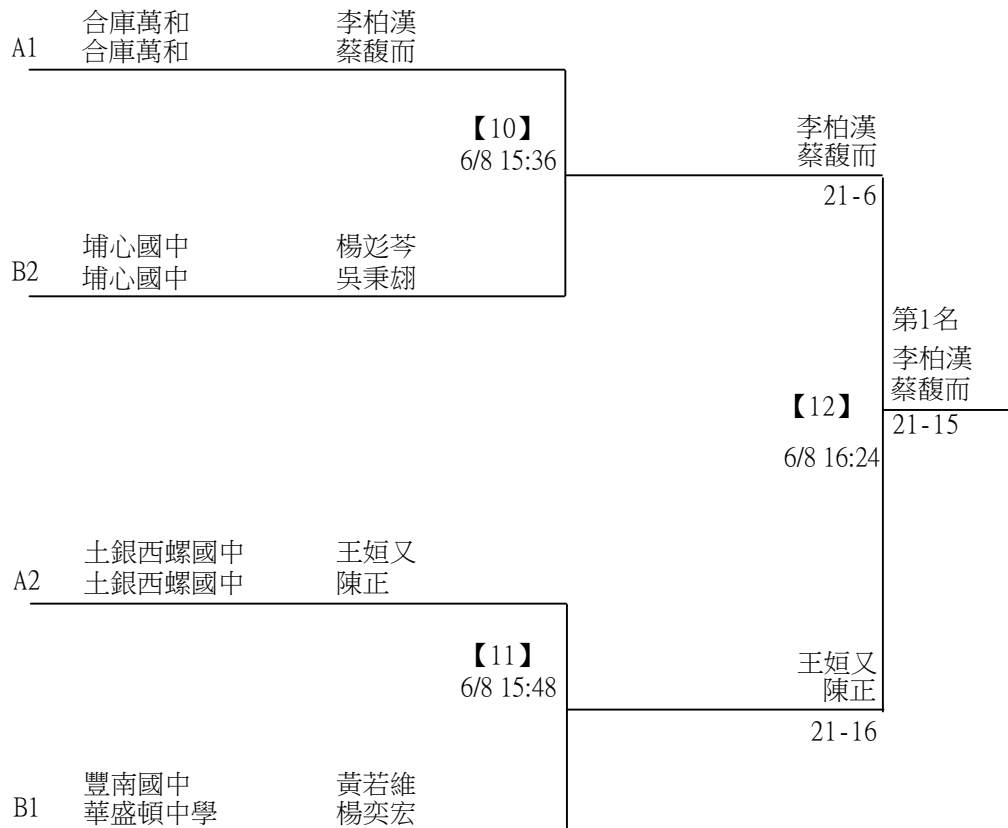 合庫萬和 李柏漢
A1 合庫萬和 蔡馥而
【10】
6/8 15:36
李柏漢
蔡馥而
21-6
埔心國中 楊彣芩
B2 埔心國中 吳秉翃
第1名
李柏漢
蔡馥而
21-15
【12】
6/8 16:24
土銀西螺國中 王姮又
A2 土銀西螺國中 陳正
【11】
6/8 15:48
王姮又
陳正
21-16
豐南國中 黃若維
B1 華盛頓中學 楊奕宏